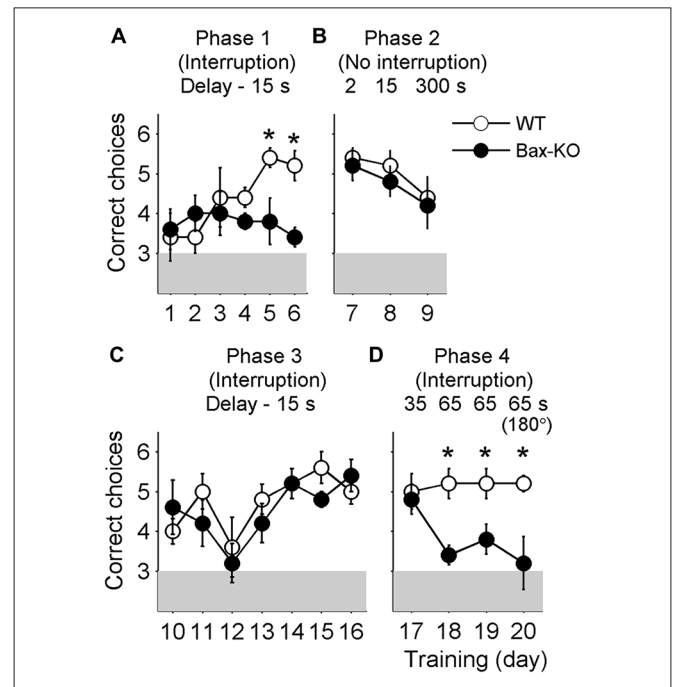 A
Phase 1
(Interruption)
Delay - 15 s
B
Phase 2
(No interruption)
2 15 300 s
WT
Bax-KO
Correct choices
6
5
4
3
* *
1 2 3 4 5 6
7 8 9
C
Phase 3
(Interruption)
Delay - 15 s
D
Phase 4
(Interruption)
35 65 65 65 s
(180°)
Correct choices
6
5
4
3
* * *
10 11 12 13 14 15 16
17 18 19 20
Training (day)